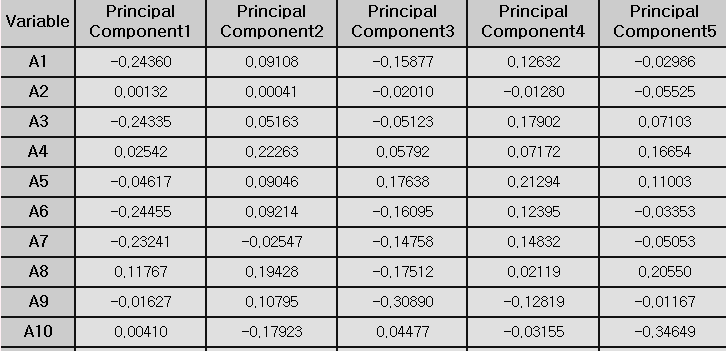 Variable Principal Component1 Principal Component2 Principal Component3 Principal Component4 Principal Component5
A1 -0,24360 0,09108 -0,15877 0,12632 -0,02986
A2 0,00132 0,00041 -0,02010 -0,01280 -0,05525
A3 -0,24335 0,05163 -0,05123 0,17902 0,07103
A4 0,02542 0,22263 0,05792 0,07172 0,16654
A5 -0,04617 0,09046 0,17638 0,21294 0,11003
A6 -0,24455 0,09214 -0,16095 0,12395 -0,03353
A7 -0,23241 -0,02547 -0,14758 0,14832 -0,05053
A8 0,11767 0,19428 -0,17512 0,02119 0,20550
A9 -0,01627 0,10795 -0,30890 -0,12819 -0,01167
A10 0,00410 -0,17923 0,04477 -0,03155 -0,34649